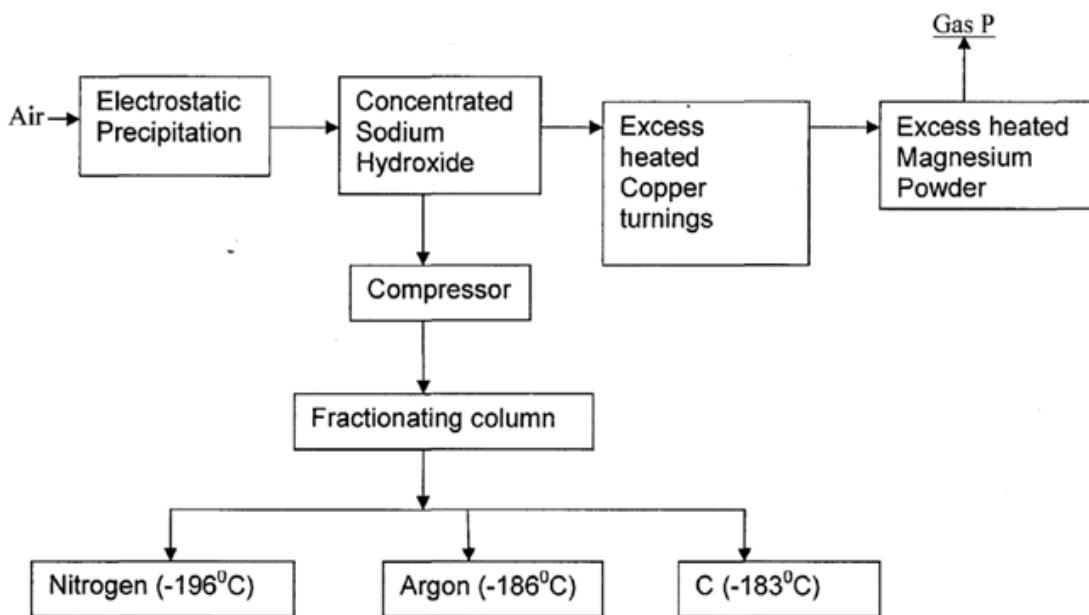 Gas P
Air
Electrostatic
Precipitation
Concentrated
Sodium
Hydroxide
Excess
heated
Copper
turnings
Excess heated
Magnesium
Powder
Compressor
Fractionating column
Nitrogen (-196⁰C)
Argon (-186⁰C)
C (-183⁰C)